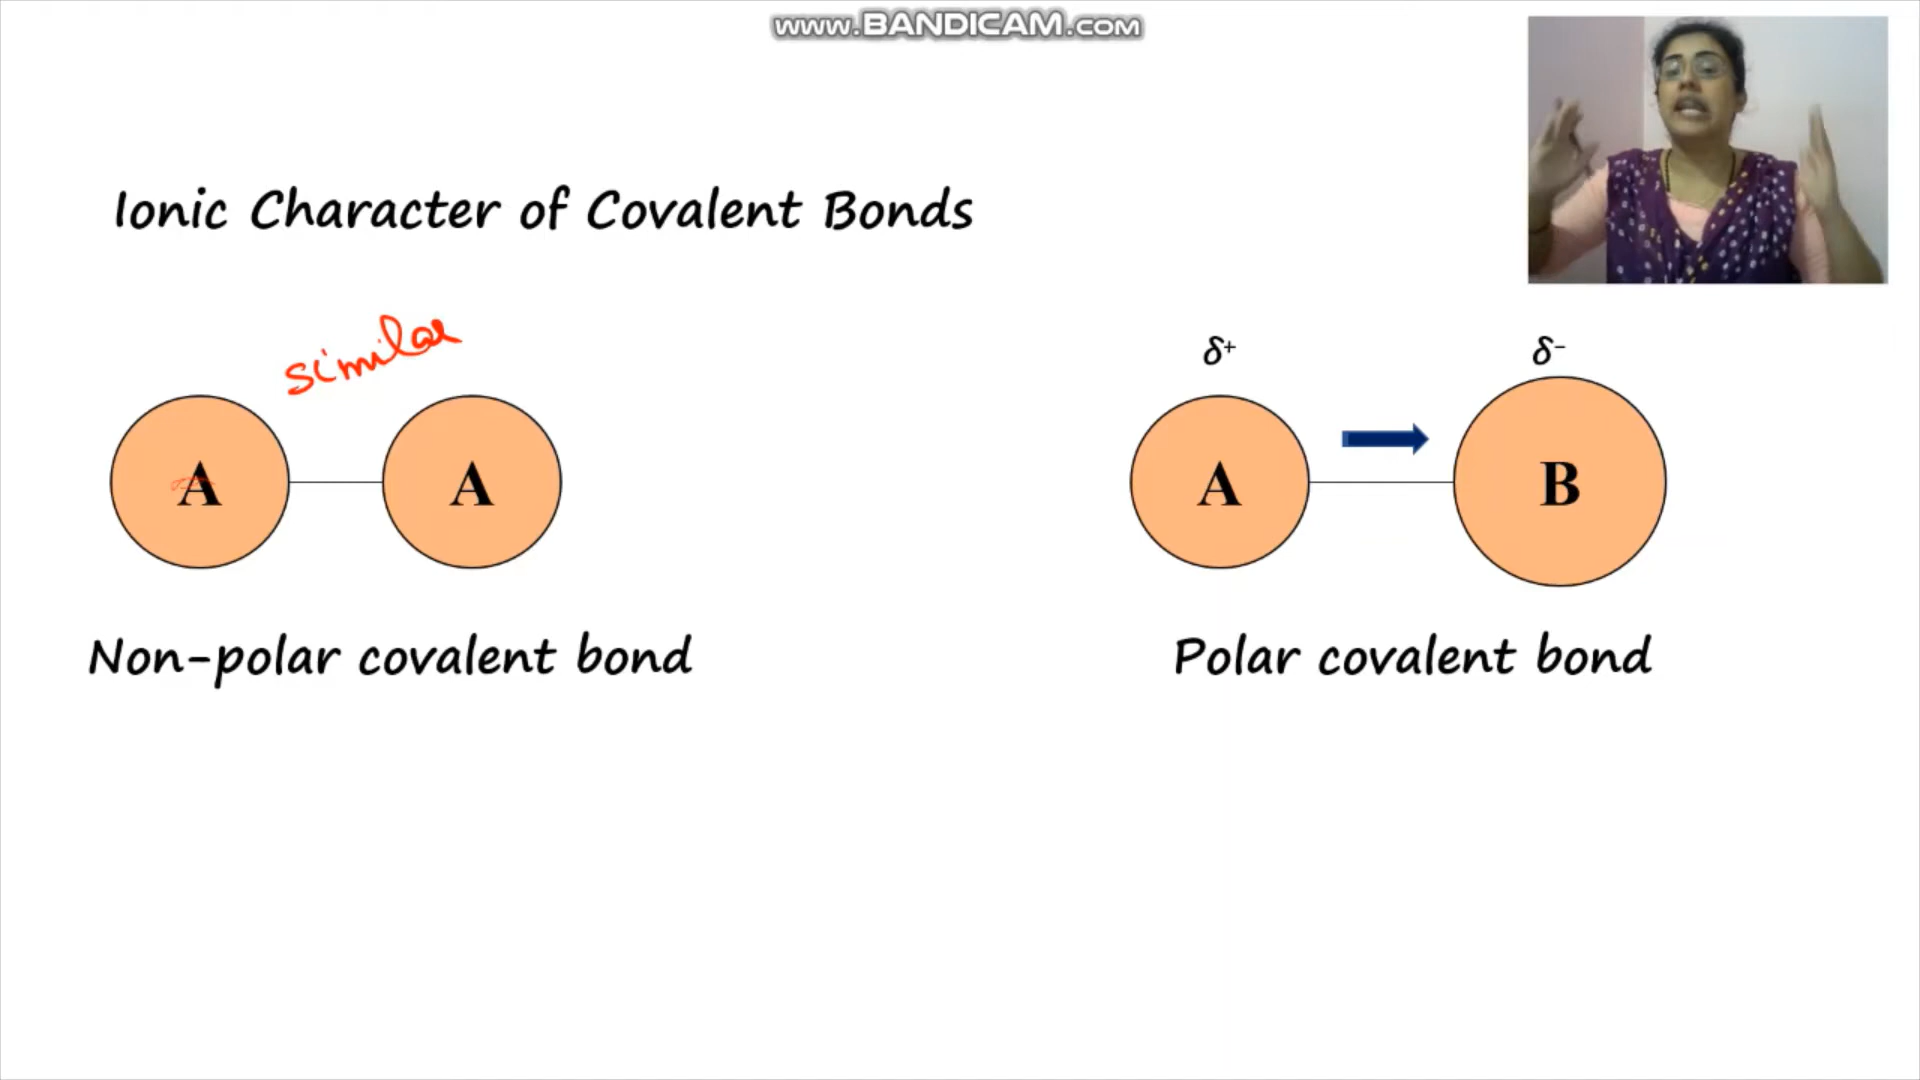 www.BANDICAM.com
Ionic Character of Covalent Bonds
similar
δ+ δ−
A A A B
Non-polar covalent bond Polar covalent bond